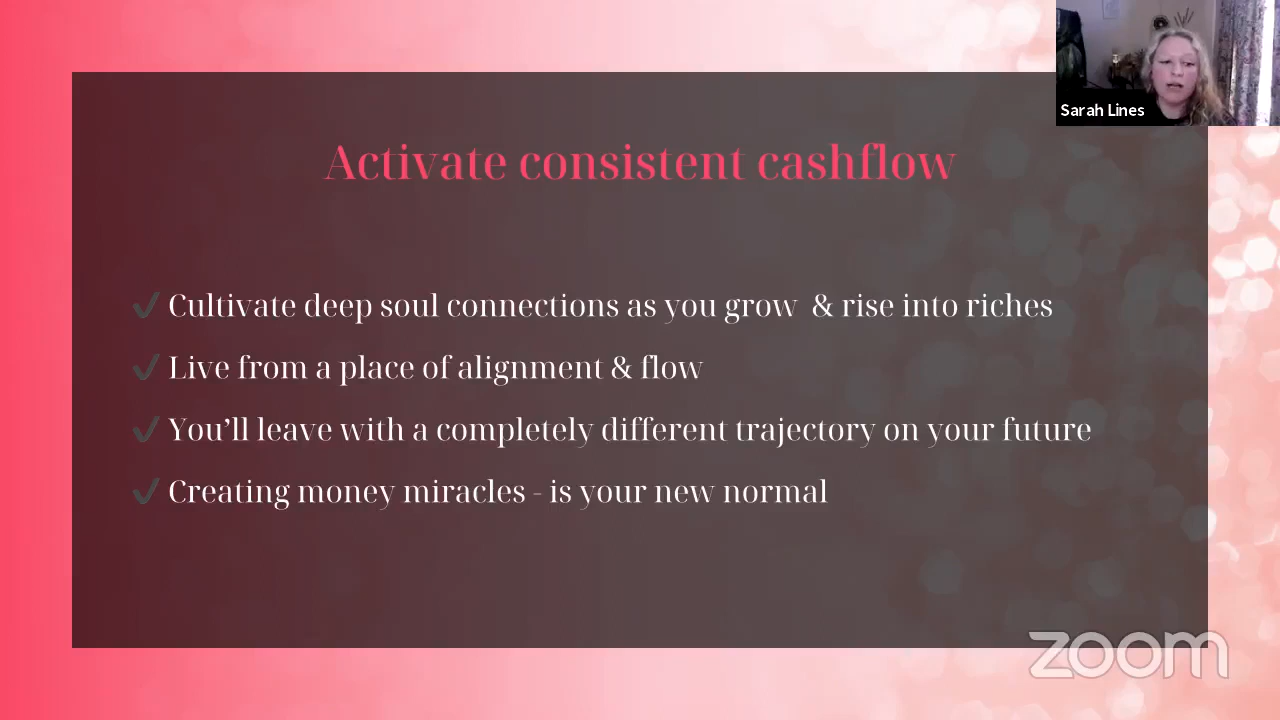 Sarah Lines
Activate consistent cashflow
✓ Cultivate deep soul connections as you grow & rise into riches
✓ Live from a place of alignment & flow
✓ You’ll leave with a completely different trajectory on your future
✓ Creating money miracles - is your new normal
zoom